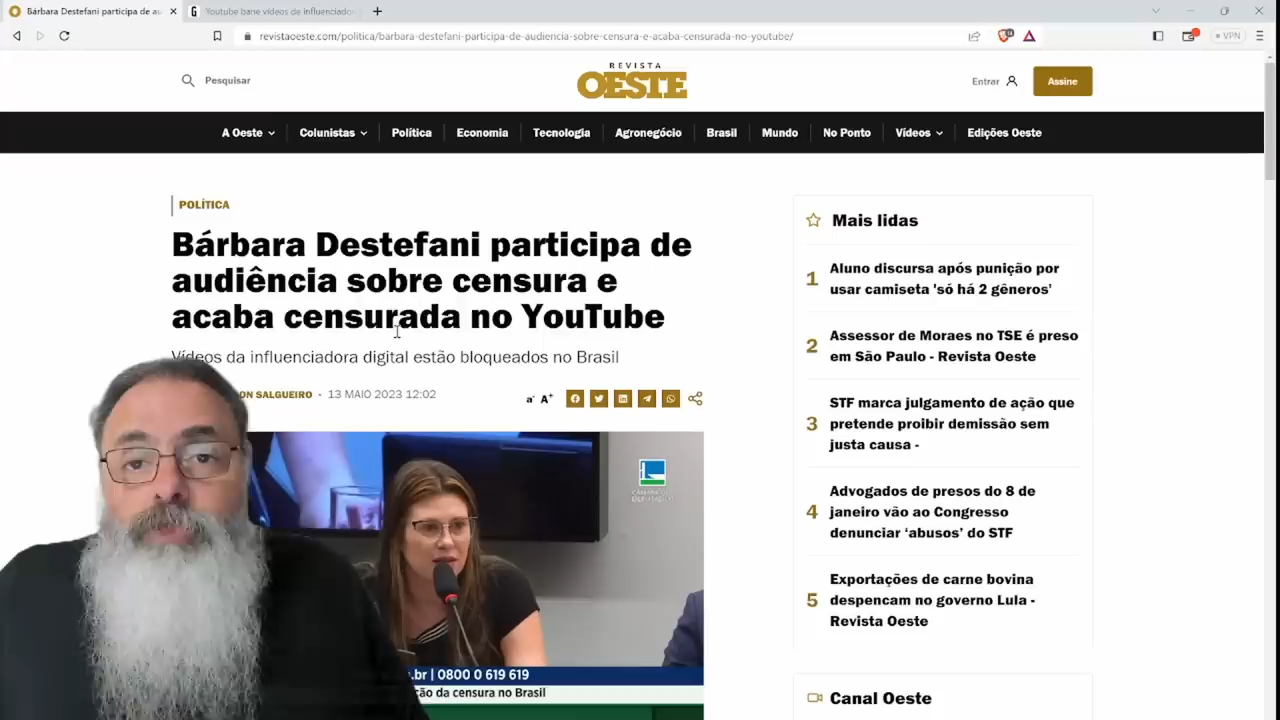 Bárbara Destefani participa de au
Youtube bane vídeos de influenciador
revistaoeste.com/politica/barbara-destefani-participa-de-audiencia-sobre-censura-e-acaba-censurada-no-youtube/
VPN
Pesquisar
REVISTA
OESTE
Entrar
Assine
A Oeste
Colunistas
Política
Economia
Tecnologia
Agronegócio
Brasil
Mundo
No Ponto
Vídeos
Edições Oeste
POLÍTICA
Bárbara Destefani participa de
audiência sobre censura e
acaba censurada no YouTube
Vídeos da influenciadora digital estão bloqueados no Brasil
ON SALGUEIRO • 13 MAIO 2023 12:02
a- A+
.br | 0800 0 619 619
ção da censura no Brasil
Mais lidas
1 Aluno discursa após punição por
usar camiseta 'só há 2 gêneros'
2 Assessor de Moraes no TSE é preso
em São Paulo - Revista Oeste
3 STF marca julgamento de ação que
pretende proibir demissão sem
justa causa -
4 Advogados de presos do 8 de
janeiro vão ao Congresso
denunciar ‘abusos’ do STF
5 Exportações de carne bovina
despencam no governo Lula -
Revista Oeste
Canal Oeste